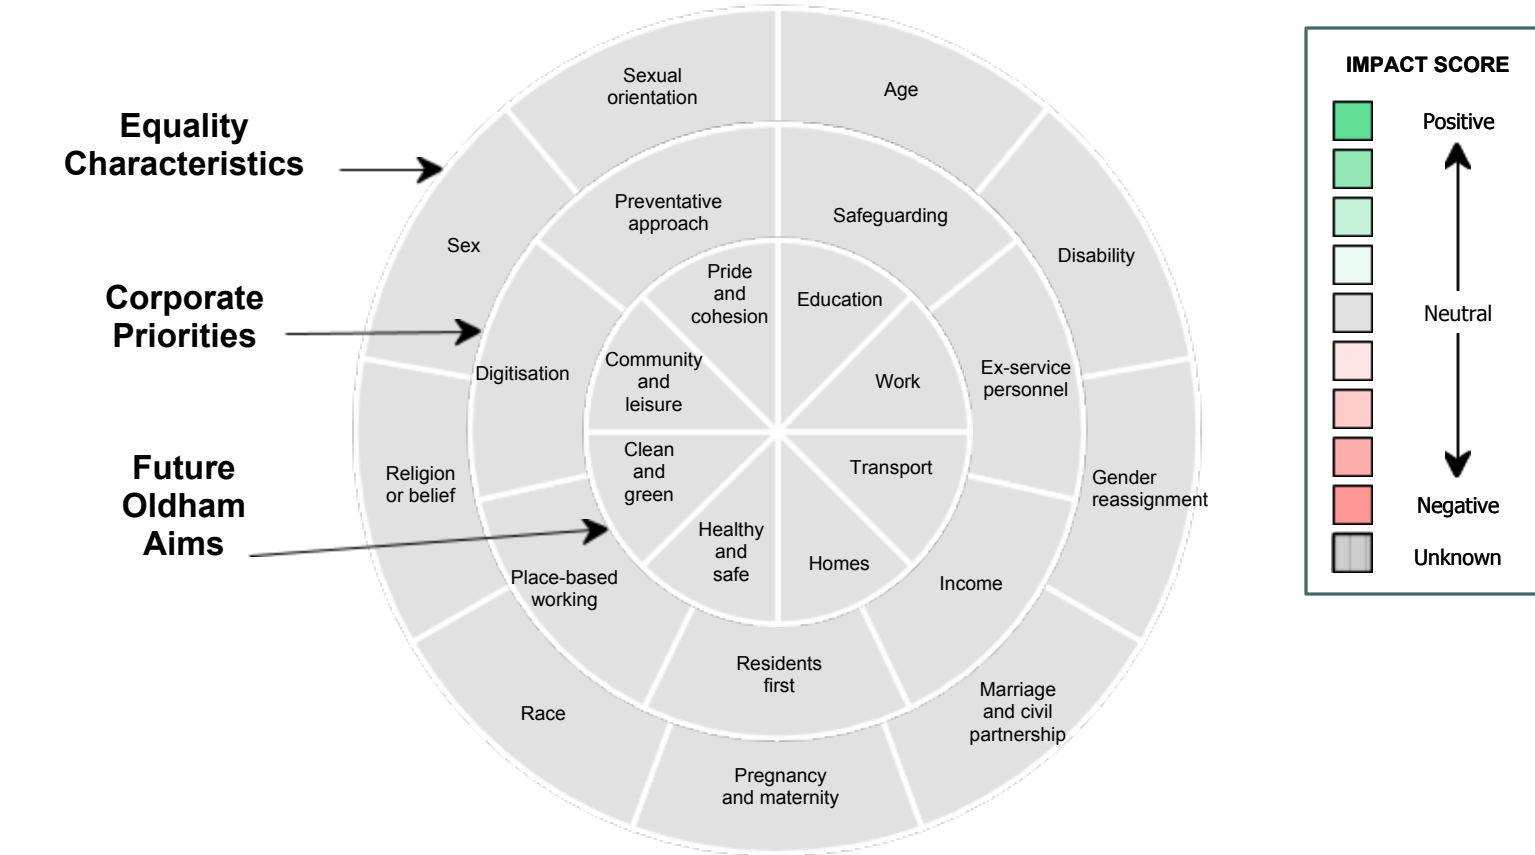 Equality
Characteristics
Corporate
Priorities
Future
Oldham
Aims
Sexual
orientation
Age
Disability
Gender
reassignment
Marriage
and civil
partnership
Pregnancy
and maternity
Race
Religion
or belief
Sex
Preventative
approach
Safeguarding
Ex-service
personnel
Income
Residents
first
Place-based
working
Digitisation
Pride
and
cohesion
Education
Work
Transport
Homes
Healthy
and
safe
Clean
and
green
Community
and
leisure
IMPACT SCORE
Positive
Neutral
Negative
Unknown